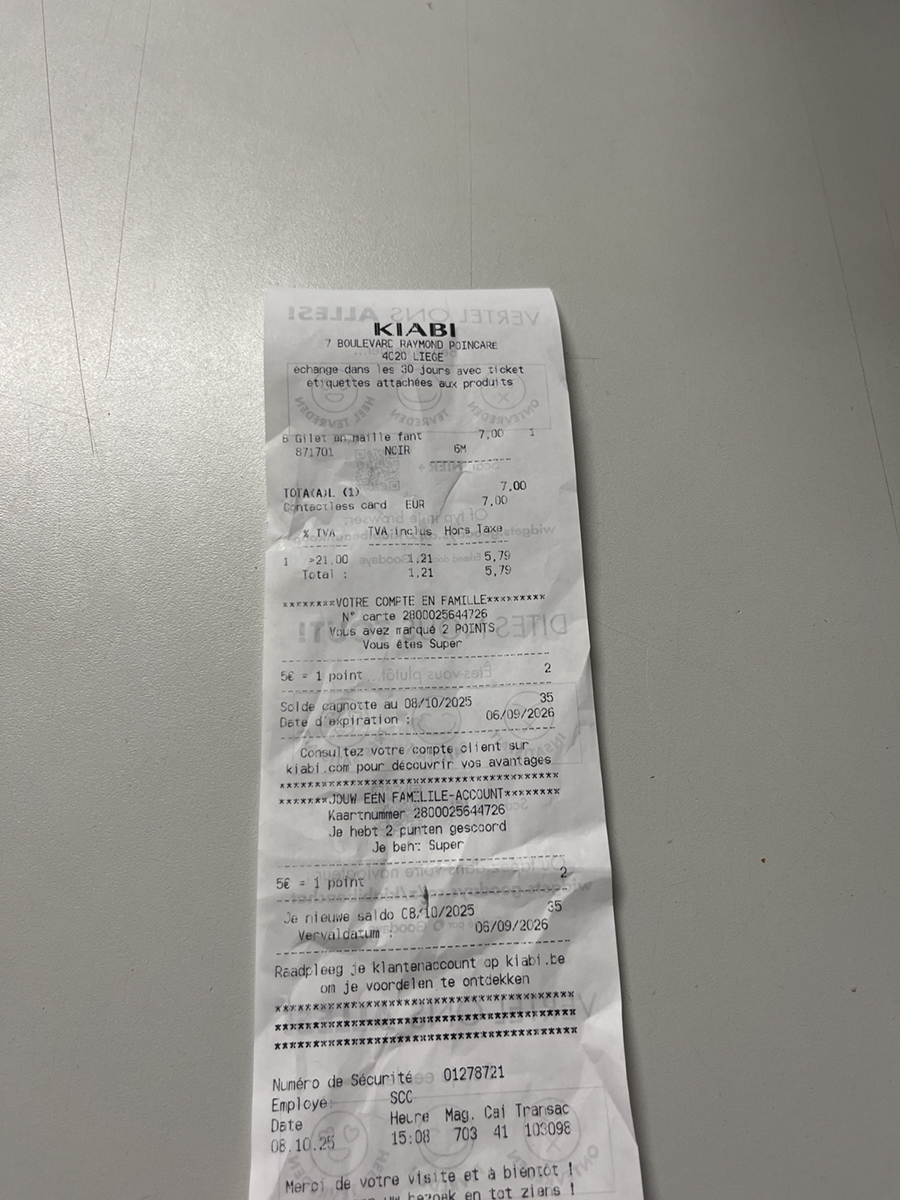 KIABI
7 BOULEVARD RAYMOND POINCARE
4020 LIEGE
échange dans les 30 jours avec ticket
etiquettes attachées aux produits
B Gilet en maille fant 7,00 1
871701 NOIR 6M
TOTA(A)L (1) 7.00
Contactless card EUR 7,00
% TVA TVA inclus Hors Taxe
1 >21.00 1,21 5,79
Total : 1,21 5,79
********VOTRE COMPTE EN FAMILLE*********
N° carte 2800025644726
Vous avez marqué 2 POINTS
Vous êtes Super
5€ = 1 point 2
Solde cagnotte au 08/10/2025 35
Date d'expiration : 06/09/2026
Consultez votre compte client sur
kiabi.com pour découvrir vos avantages
****************************************
*******JOUW EEN FAMILILE-ACCOUNT********
Kaartnummer 2800025644726
Je hebt 2 punten gescoord
Je bent Super
5€ = 1 point 2
Je nieuwe saldo 08/10/2025 35
Vervaldatum : 06/09/2026
Raadpleeg je klantenaccount op kiabi.be
om je voordelen te ontdekken
****************************************
****************************************
****************************************
Numéro de Sécurité 01278721
Employe SCC
Date Heure Mag. Cai Transac
08.10.25 15:08 703 41 103098
Merci de votre visite et à bientôt !
uw bezoek en tot ziens !